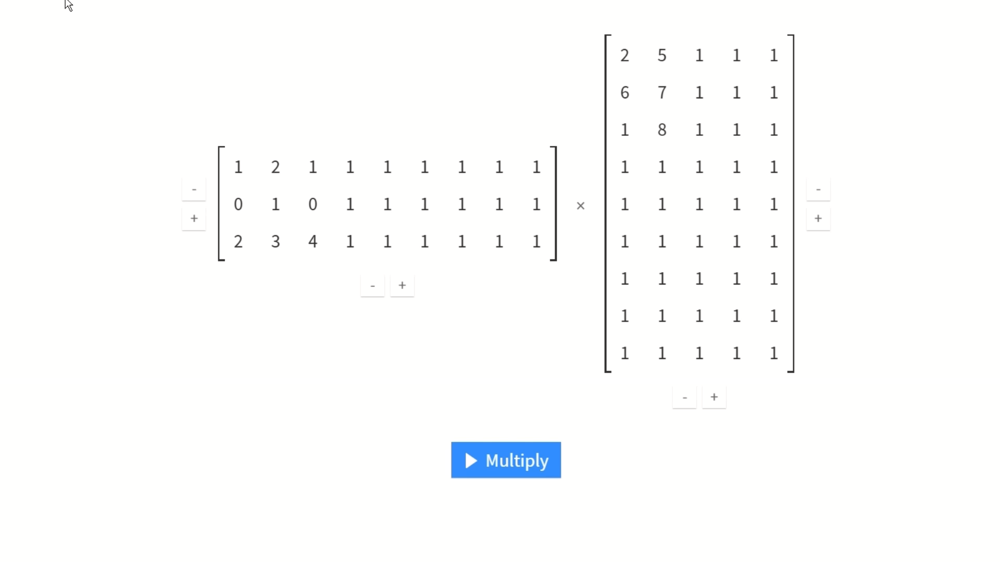 2 5 1 1 1
6 7 1 1 1
1 8 1 1 1
1 2 1 1 1 1 1 1 1 1 1 1 1 1
- -
0 1 0 1 1 1 1 1 1 × 1 1 1 1 1
+ +
2 3 4 1 1 1 1 1 1 1 1 1 1 1
- + 1 1 1 1 1
1 1 1 1 1
1 1 1 1 1
- +
Multiply